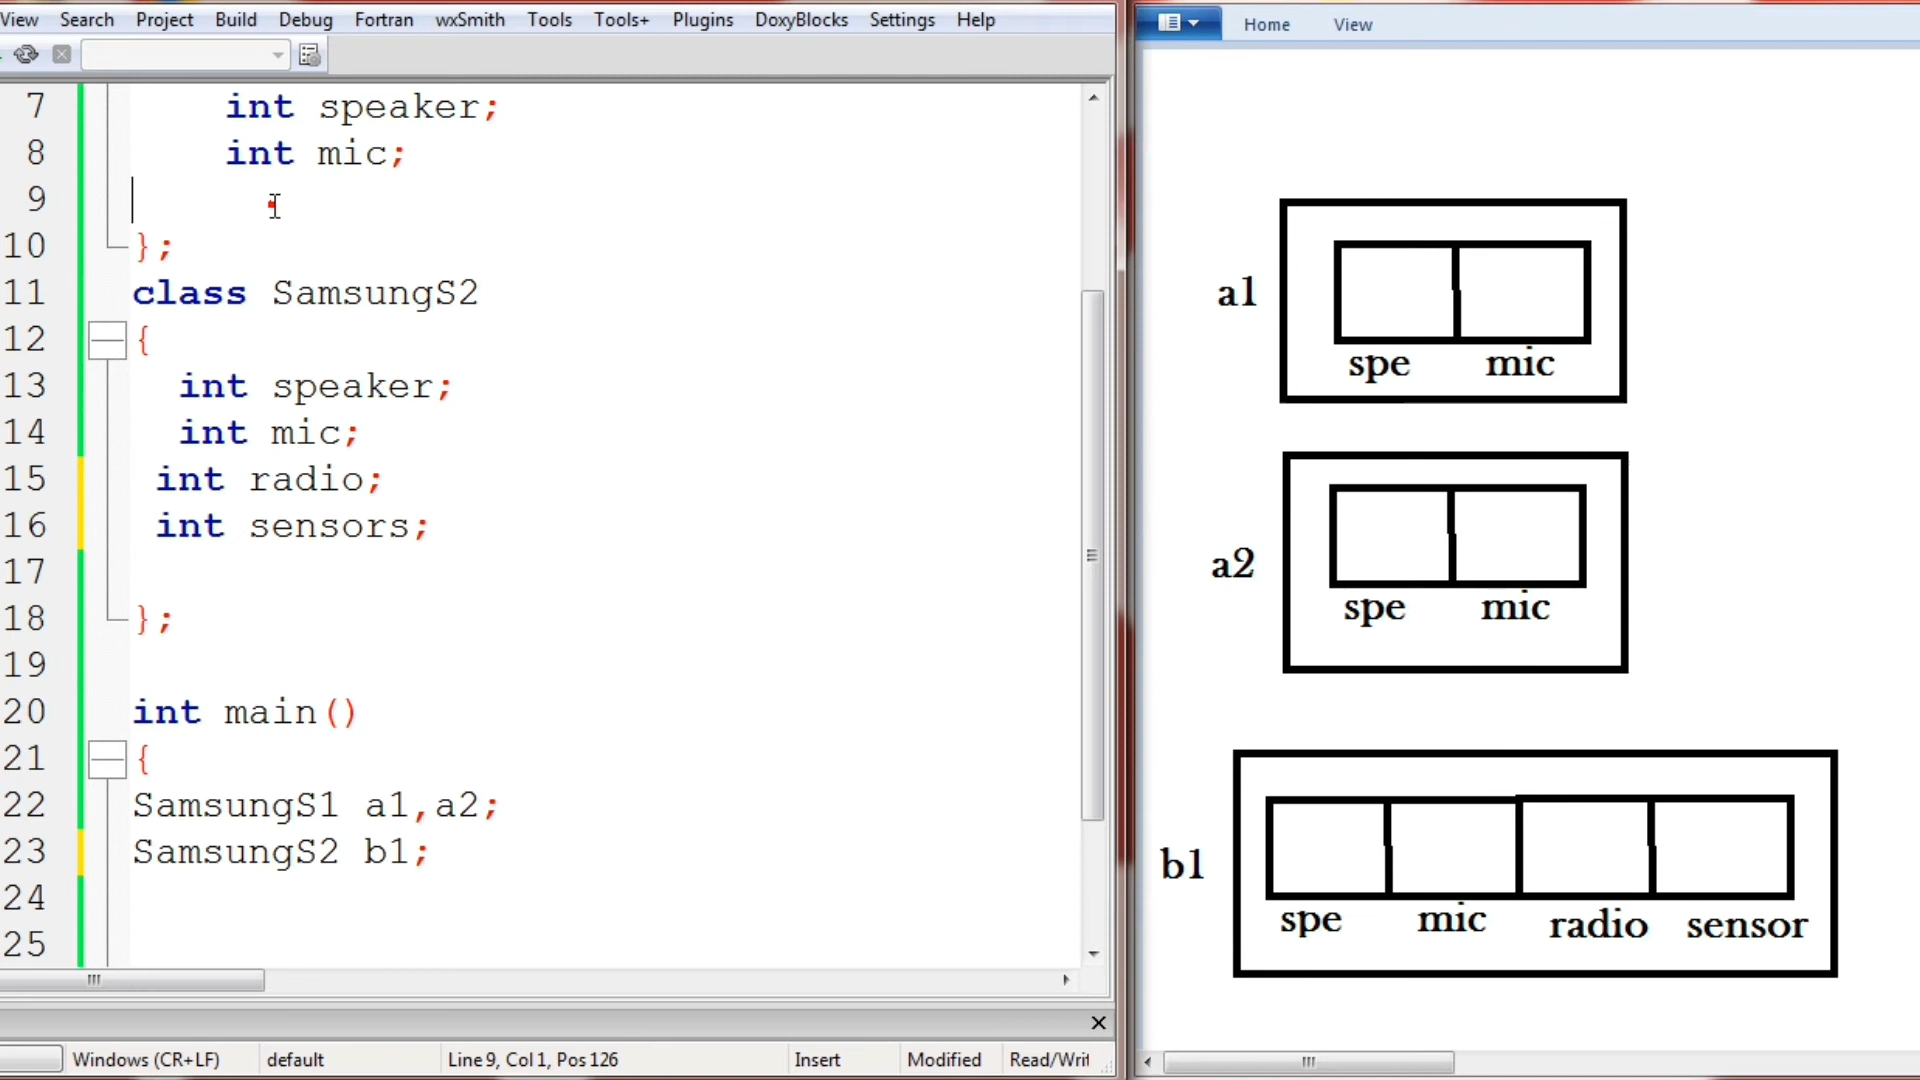 View Search Project Build Debug Fortran wxSmith Tools Tools+ Plugins DoxyBlocks Settings Help
Home View
7 int speaker;
8 int mic;
9
10 };
11 class SamsungS2
12 {
13 int speaker;
14 int mic;
15 int radio;
16 int sensors;
17
18 };
19
20 int main()
21 {
22 SamsungS1 a1,a2;
23 SamsungS2 b1;
24
25
a1
spe mic
a2
spe mic
b1
spe mic radio sensor
Windows (CR+LF) default Line 9, Col 1, Pos 126 Insert Modified Read/Writ